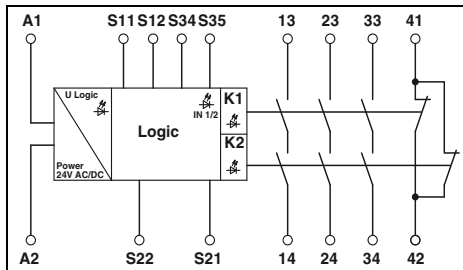 A1 S11 S12 S34 S35 13 23 33 41
U Logic
IN 1/2
K1
Logic
K2
Power
24V AC/DC
A2 S22 S21 14 24 34 42